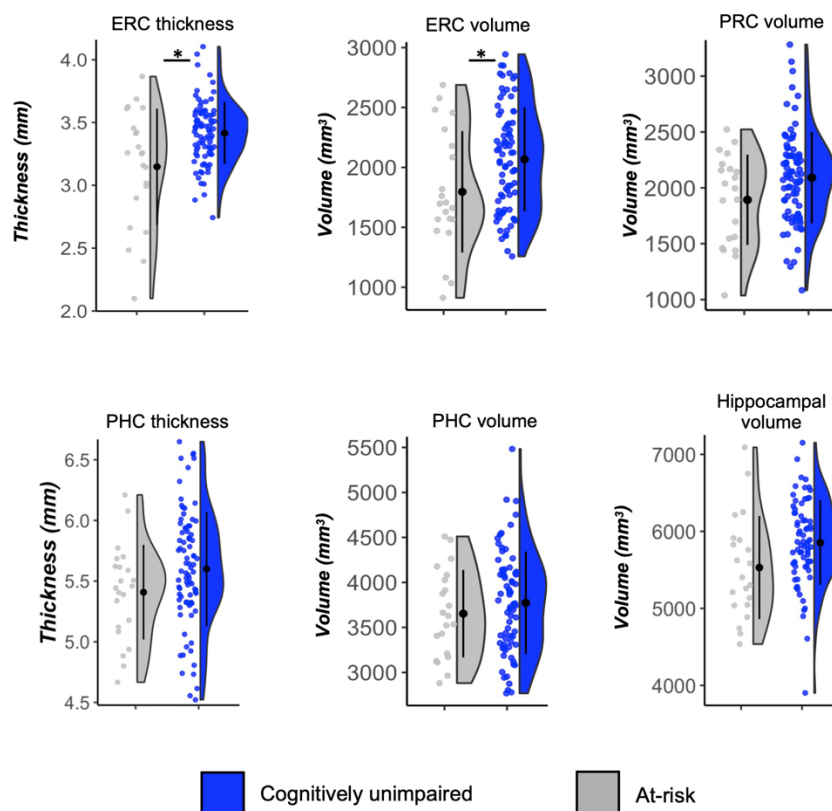 ERC thickness
ERC volume
PRC volume
Thickness (mm)
4.0
3.5
3.0
2.5
2.0
*
Volume (mm³)
3000
2500
2000
1500
1000
*
Volume (mm³)
3000
2500
2000
1500
1000
PHC thickness
PHC volume
Hippocampal
volume
Thickness (mm)
6.5
6.0
5.5
5.0
4.5
Volume (mm³)
5500
5000
4500
4000
3500
3000
Volume (mm³)
7000
6000
5000
4000
Cognitively unimpaired
At-risk